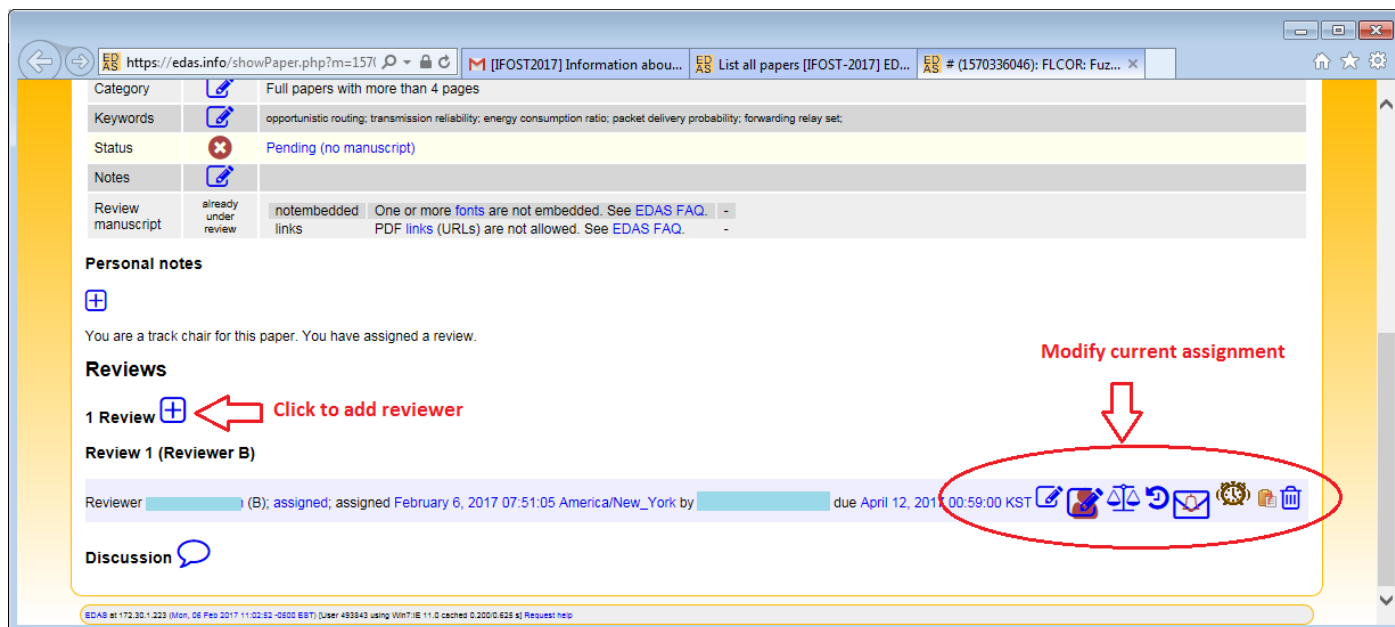 https://edas.info/showPaper.php?m=157(
[IFOST2017] Information abou...
List all papers [IFOST-2017] ED...
# (1570336046): FLCOR: Fuz...
Category Full papers with more than 4 pages
Keywords opportunistic routing; transmission reliability; energy consumption ratio; packet delivery probability; forwarding relay set;
Status Pending (no manuscript)
Notes
Review manuscript already under review
notembedded One or more fonts are not embedded. See EDAS FAQ. -
links PDF links (URLs) are not allowed. See EDAS FAQ. -
Personal notes
You are a track chair for this paper. You have assigned a review.
Modify current assignment
Reviews
1 Review Click to add reviewer
Review 1 (Reviewer B)
Reviewer (B); assigned; assigned February 6, 2017 07:51:05 America/New_York by due April 12, 2017 00:59:00 KST
Discussion
EDAS at 172.30.1.223 (Mon, 06 Feb 2017 11:02:52 -0500 EST) [User 493843 using Win7:IE 11.0 cached 0.200/0.625 s] Request help